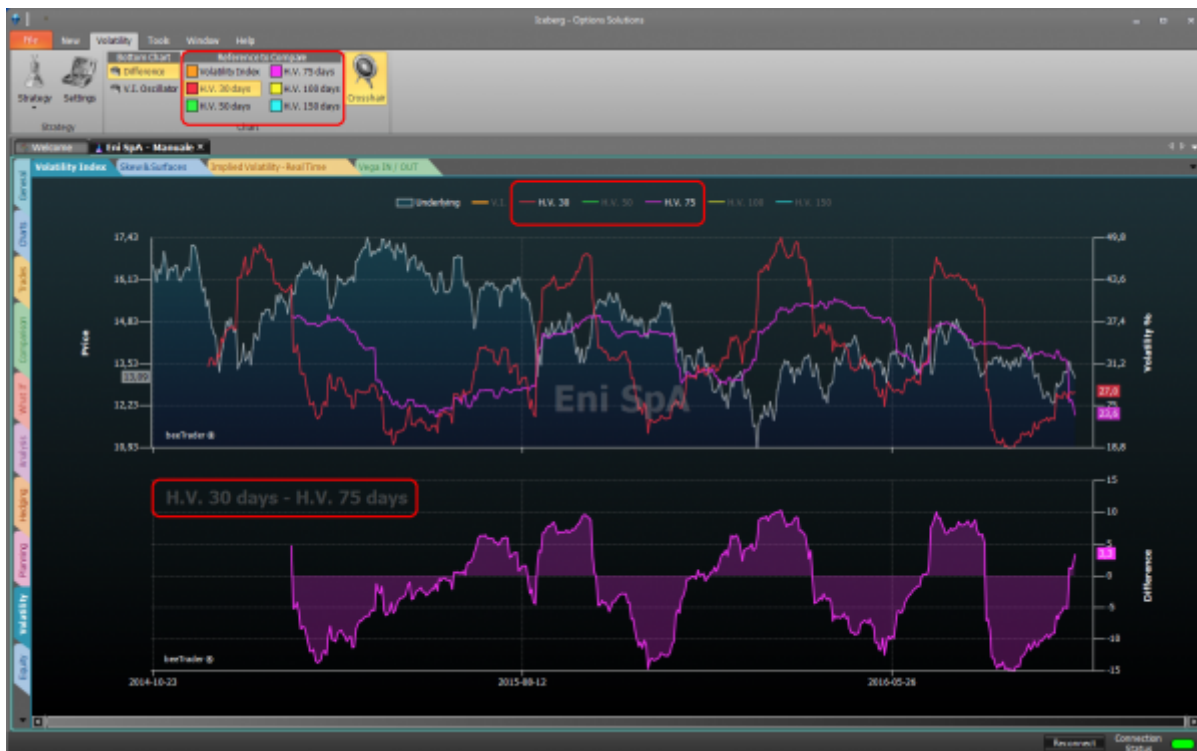 Iceberg - Options Solutions
File New Volatility Tools Window Help
Bottom Chart
Reference to Compare
Difference
V.I. Oscillator
Volatility Index
H.V. 75 days
H.V. 30 days
H.V. 100 days
H.V. 50 days
H.V. 150 days
Strategy
Settings
Crosshair
Strategy
Chart
Welcome
Eni SpA - Manuale
Volatility Index
Skew & Surfaces
Implied Volatility - Real Time
Vega IN / OUT
General
Charts
Trades
Comparison
What If
Analysis
Hedging
Planning
Volatility
Equity
Underlying V.I. H.V. 30 H.V. 50 H.V. 75 H.V. 100 H.V. 150
17,43
16,13
14,83
13,53
13,09
12,23
10,93
Price
49,8
43,6
37,4
31,2
27,0
25
22,6
18,8
Volatility %
Eni SpA
beeTrader ®
H.V. 30 days - H.V. 75 days
15
10
5
3,3
0
-5
-10
-15
Difference
beeTrader ®
2014-10-23
2015-08-12
2016-05-26
Reconnect
Connection
Status